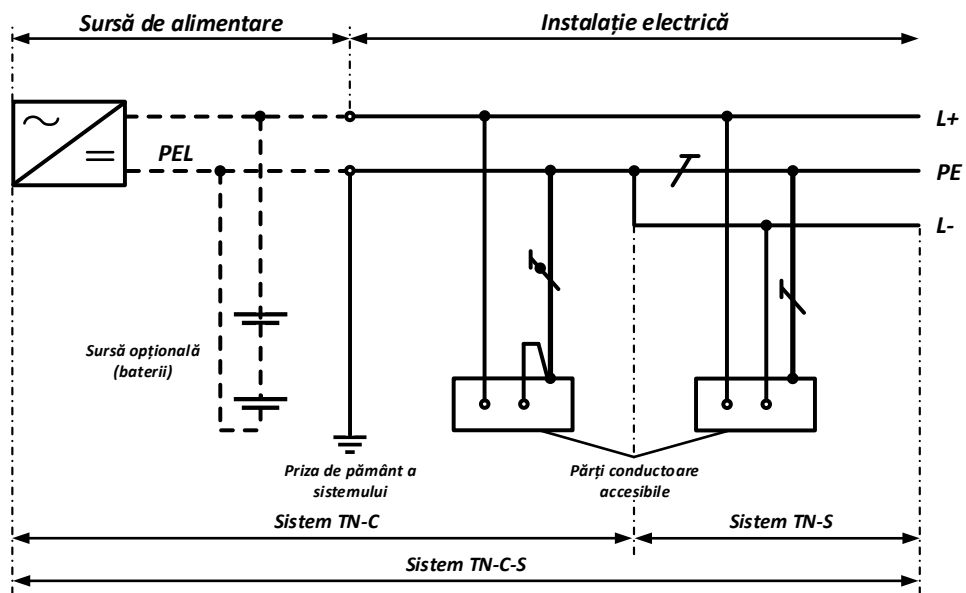 Sursă de alimentare
Instalație electrică
L+
PEL
PE
L-
Sursă opțională
(baterii)
Priza de pământ a
sistemului
Părți conductoare
accesibile
Sistem TN-C
Sistem TN-S
Sistem TN-C-S